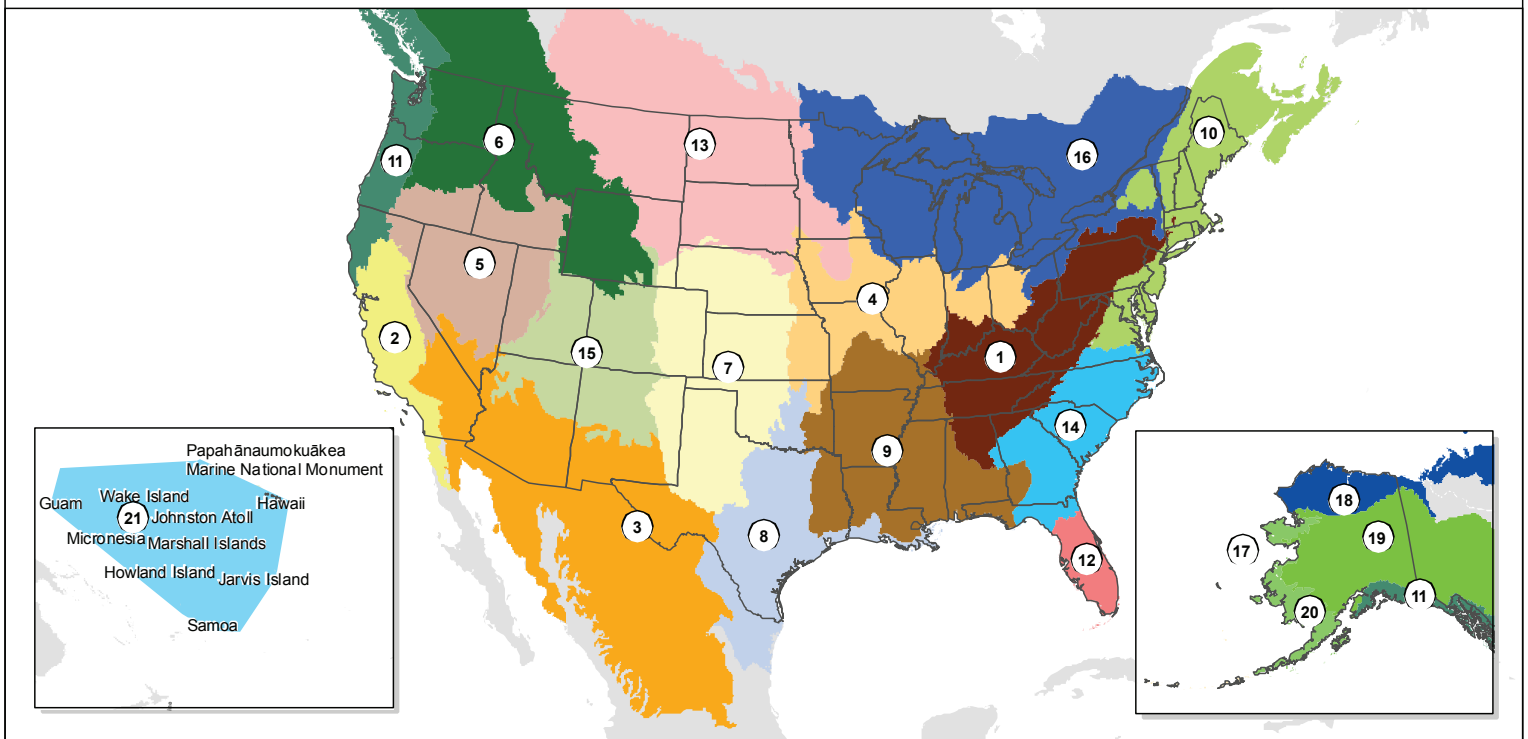 10
6
13
16
11
5
4
2
15
1
7
14
9
3
8
12
Papahānaumokuākea
Marine National Monument
Wake Island
Guam
Hawaii
21
Johnston Atoll
Micronesia
Marshall Islands
Howland Island
Jarvis Island
Samoa
18
19
17
11
20